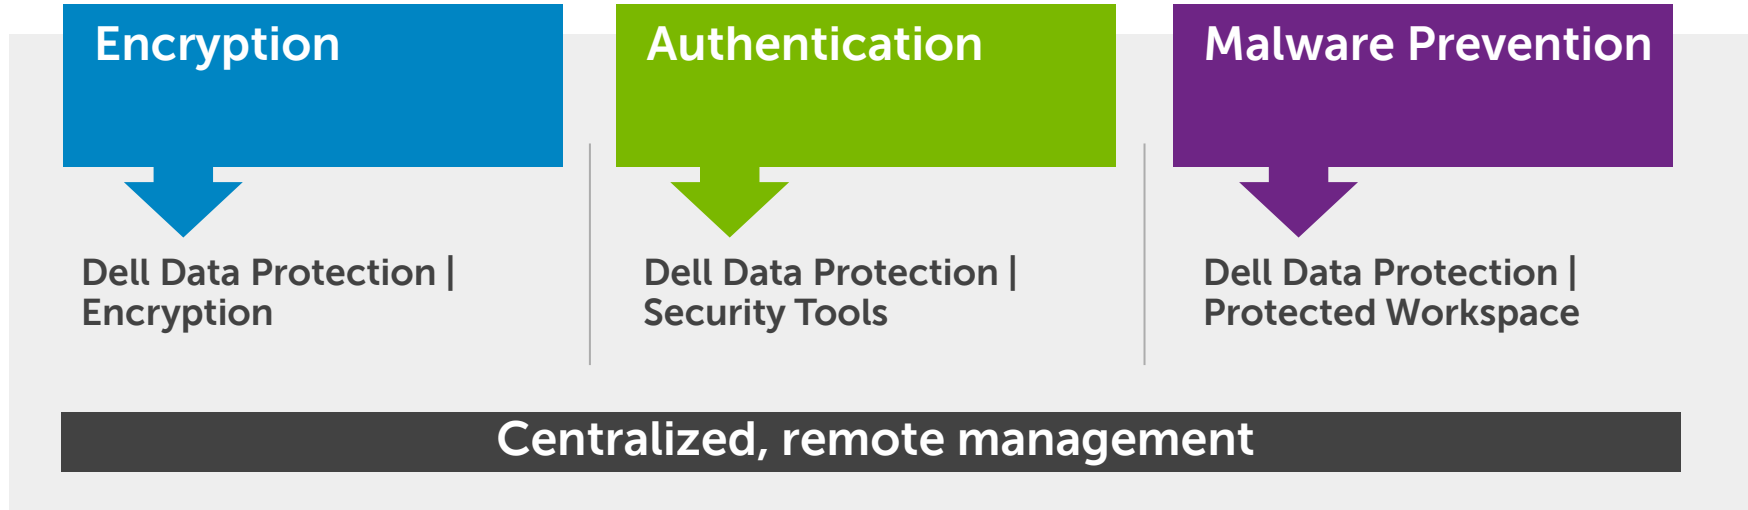 Encryption
Authentication
Malware Prevention
Dell Data Protection |
Encryption
Dell Data Protection |
Security Tools
Dell Data Protection |
Protected Workspace
Centralized, remote management